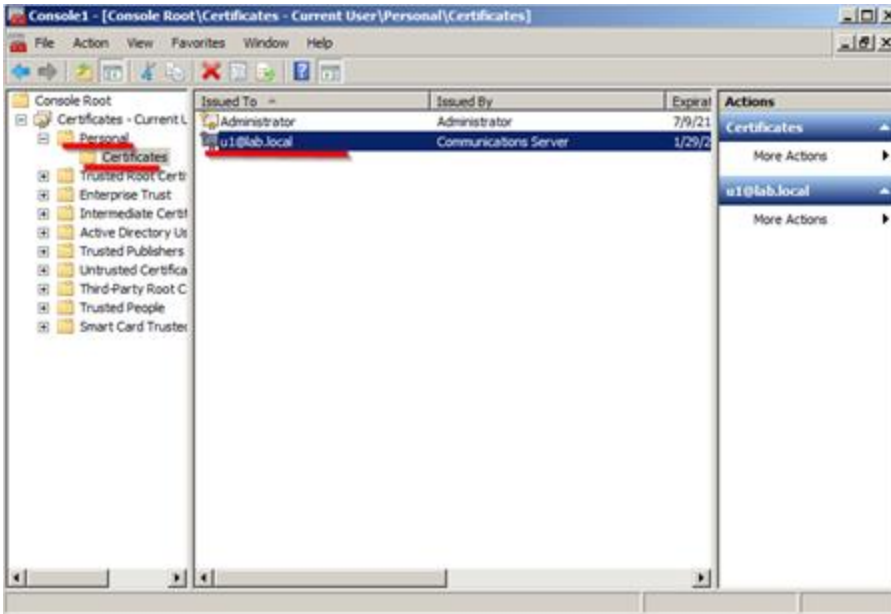 Console1 - [Console Root\Certificates - Current User\Personal\Certificates]
File Action View Favorites Window Help
Console Root
Certificates - Current U
Personal
Certificates
Trusted Root Certi
Enterprise Trust
Intermediate Certif
Active Directory Us
Trusted Publishers
Untrusted Certifica
Third-Party Root C
Trusted People
Smart Card Trusted
Issued To Issued By Expirat
Administrator Administrator 7/9/21
u1@lab.local Communications Server 1/29/2
Actions
Certificates
More Actions
u1@lab.local
More Actions